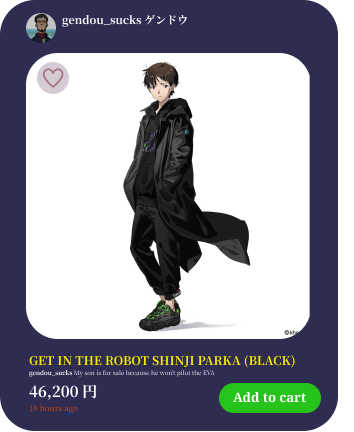 gendou_sucks ゲンドウ
GET IN THE ROBOT SHINJI PARKA (BLACK)
gendou_sucks My son is for sale because he won't pilot the EVA
46,200 円
18 hours ago
Add to cart